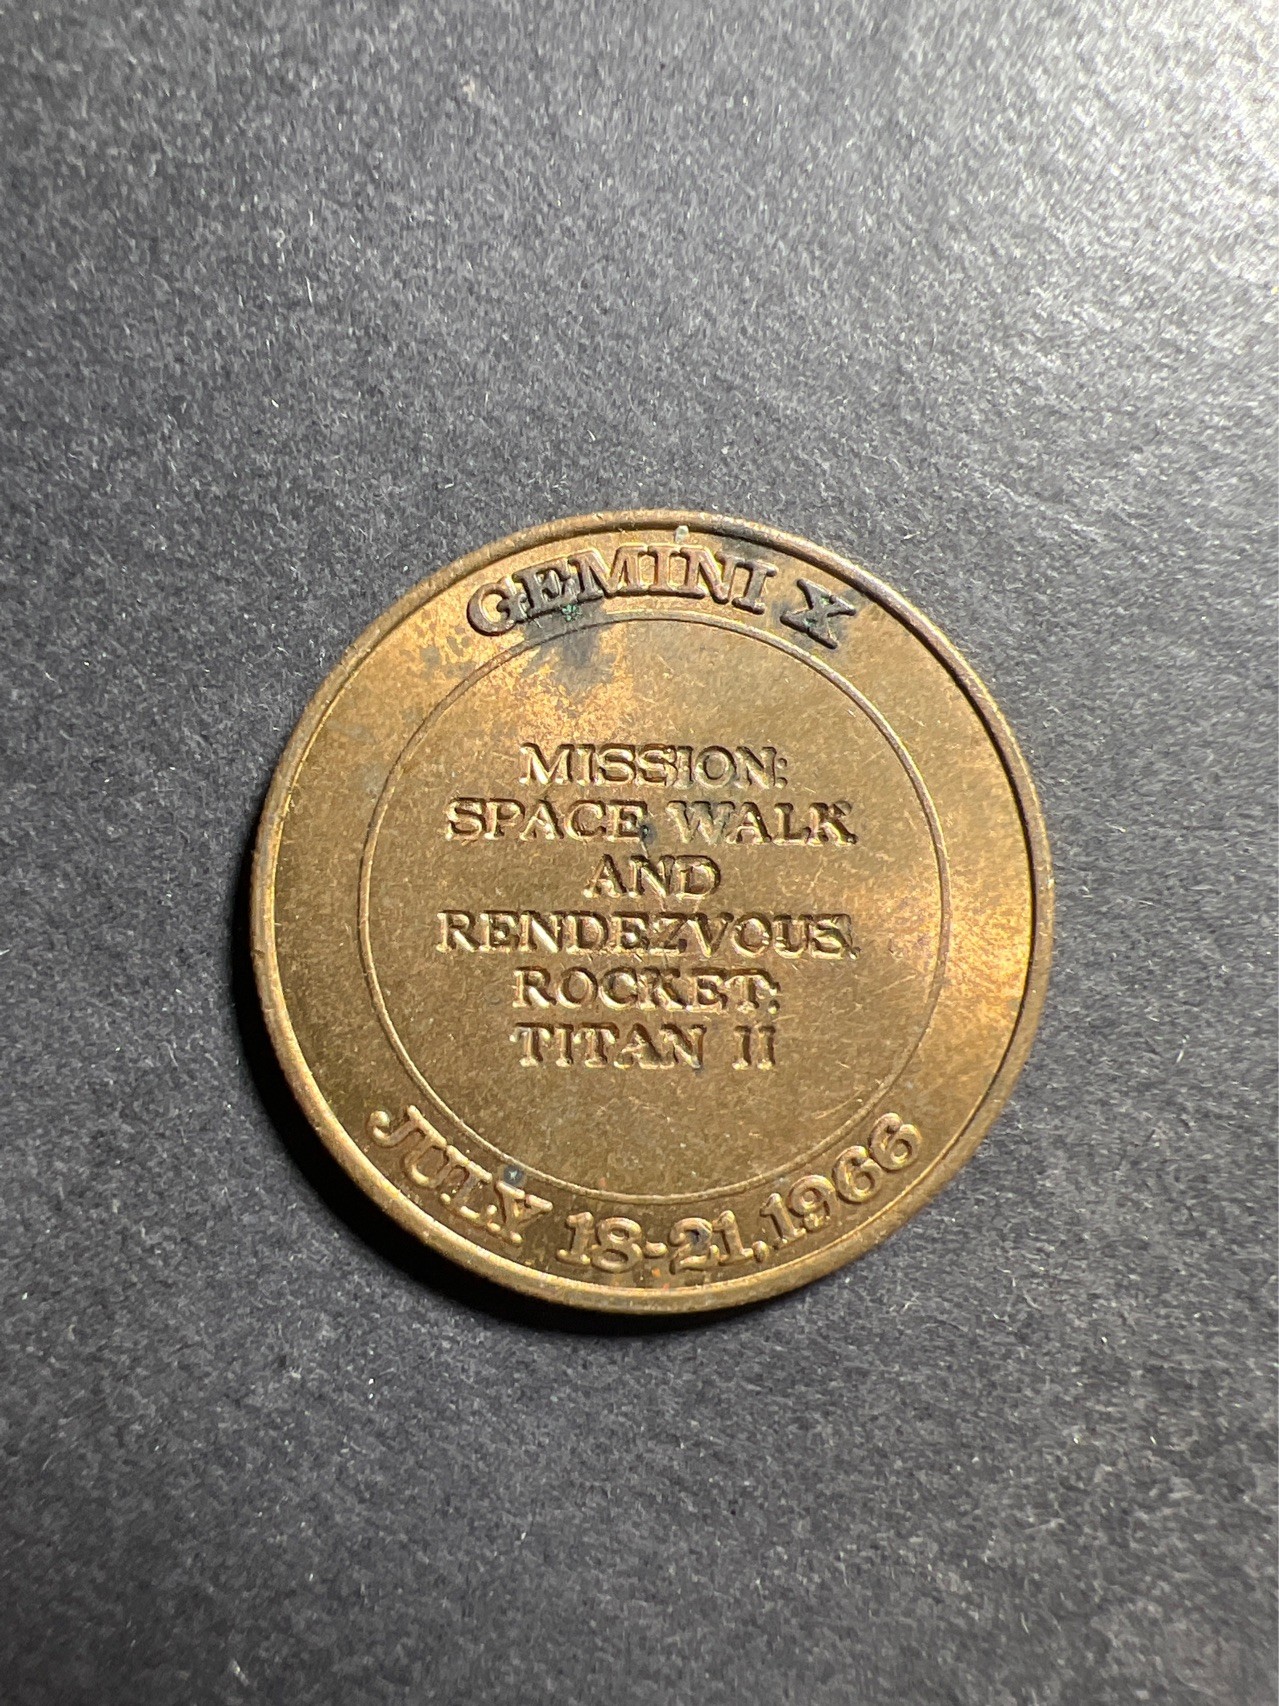 GEMINI X
MISSION:
SPACE WALK
AND
RENDEZVOUS.
ROCKET:
TITAN II
JULY 18-21, 1966